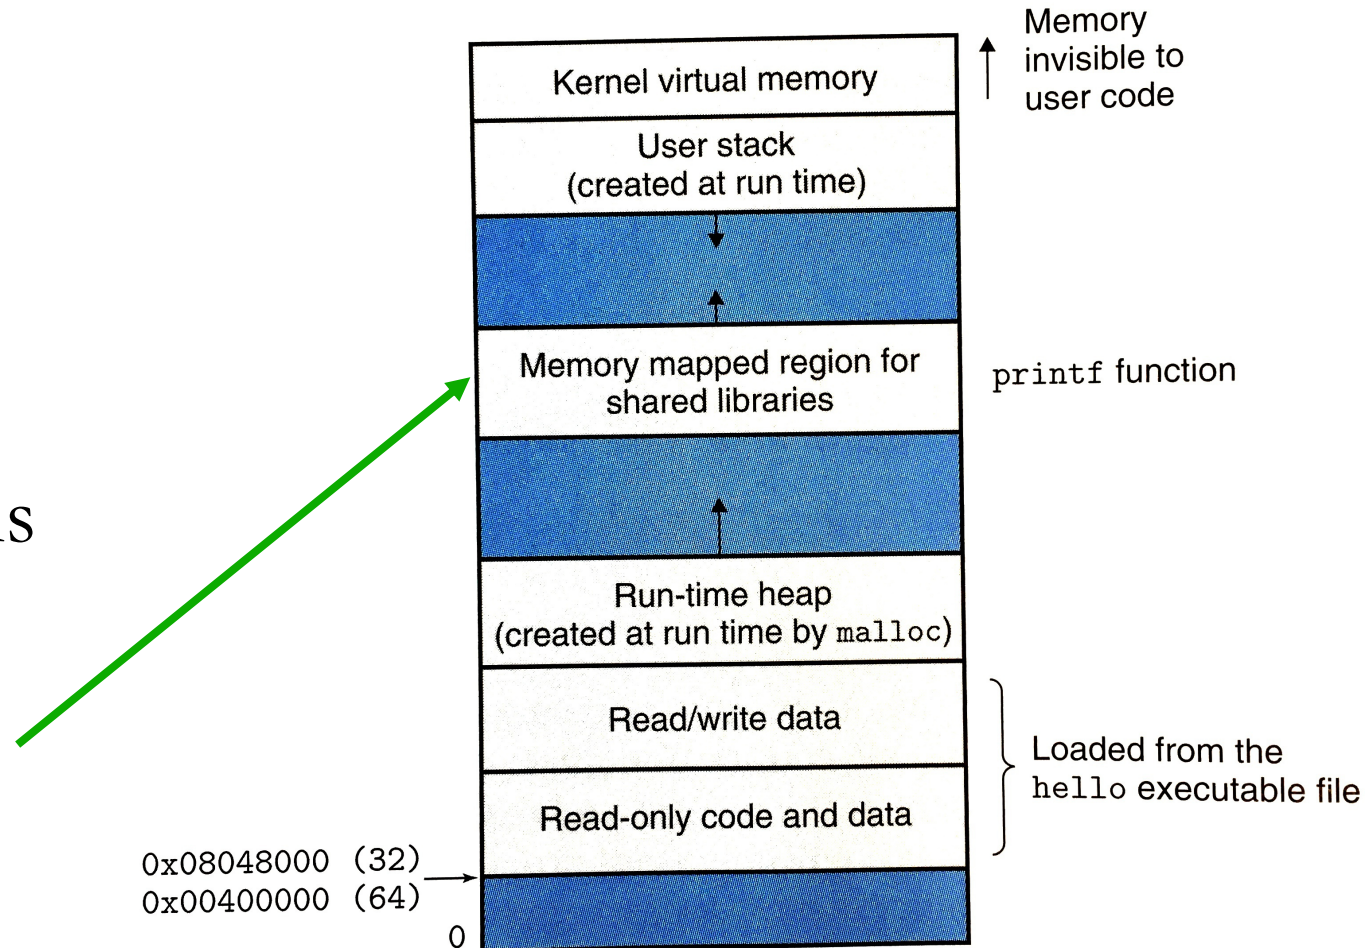 Memory
invisible to
user code
Kernel virtual memory
User stack
(created at run time)
Memory mapped region for
shared libraries
printf function
Run-time heap
(created at run time by malloc)
Read/write data
Loaded from the
hello executable file
Read-only code and data
0x08048000 (32)
0x00400000 (64)
0